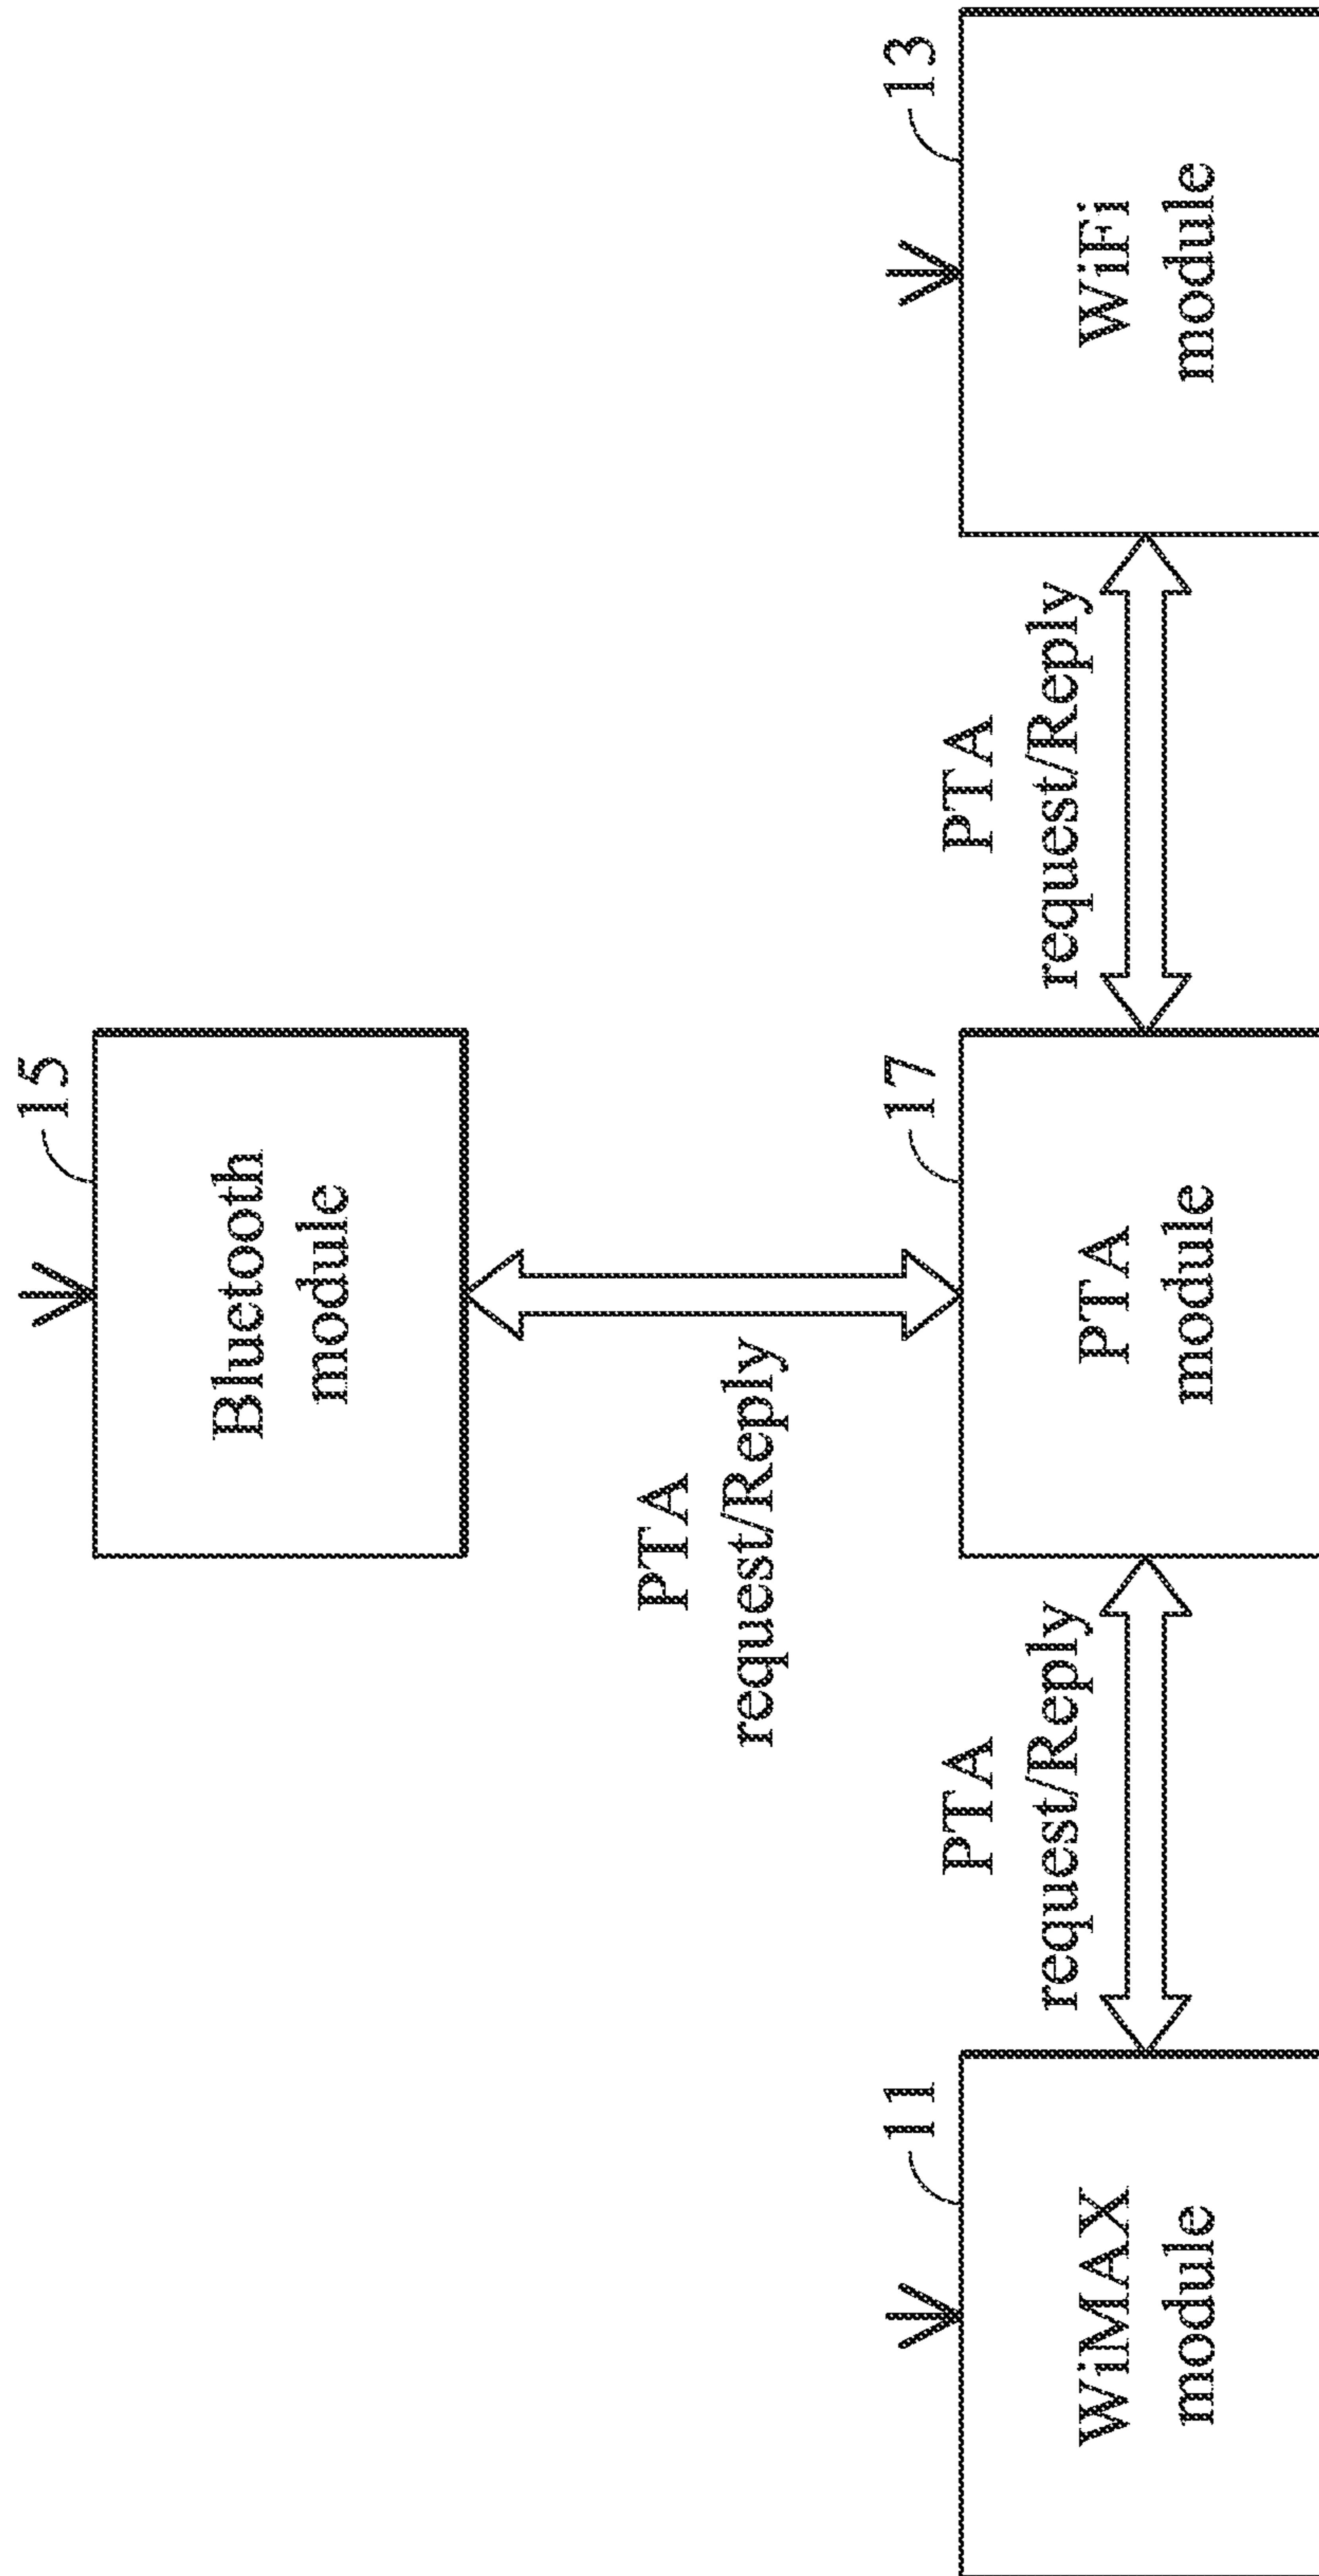 15
Bluetooth
module
PTA
request/Reply
11
WiMAX
module
PTA
request/Reply
17
PTA
module
PTA
request/Reply
13
WiFi
module